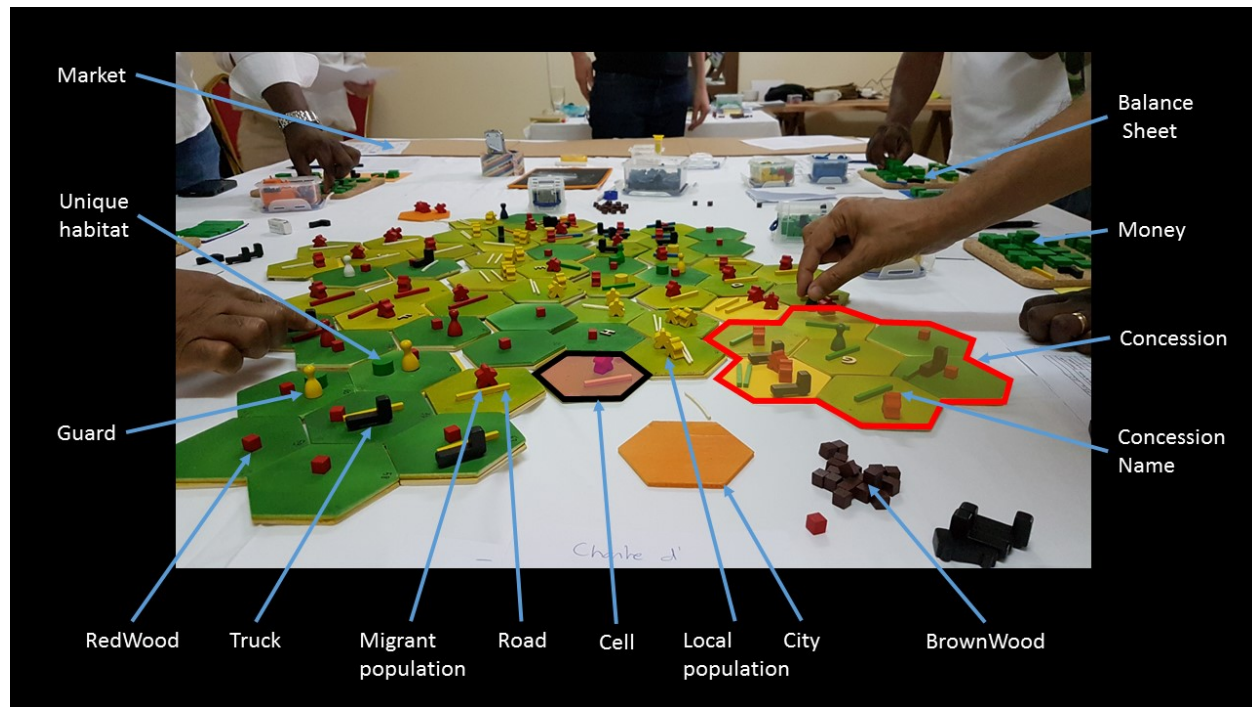 Market
Balance
Sheet
Unique
habitat
Money
Concession
Guard
Concession
Name
RedWood
Truck
Migrant
population
Road
Cell
Local
population
City
BrownWood